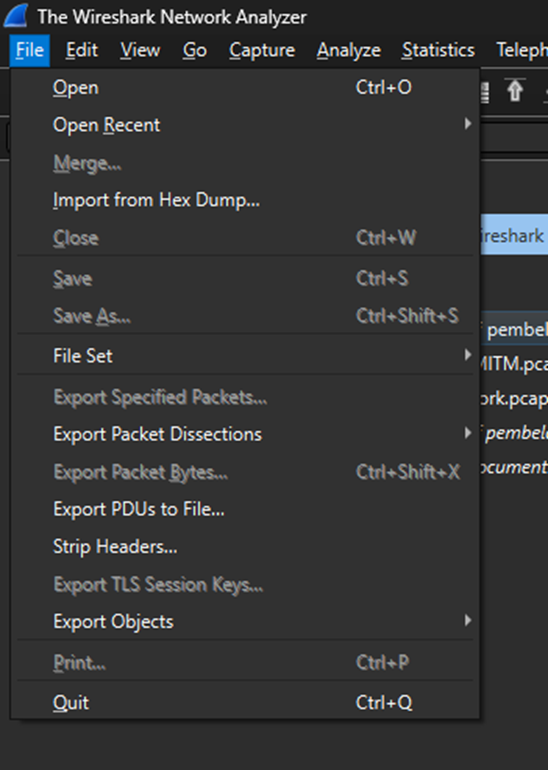 The Wireshark Network Analyzer
File Edit View Go Capture Analyze Statistics Teleph
Open Ctrl+O
Open Recent
Merge...
Import from Hex Dump...
Close Ctrl+W
ireshark
Save Ctrl+S
Save As... Ctrl+Shift+S
pembel
File Set
MITM.pca
Export Specified Packets...
ork.pcap
Export Packet Dissections
pembela
Export Packet Bytes... Ctrl+Shift+X
ocument
Export PDUs to File...
Strip Headers...
Export TLS Session Keys...
Export Objects
Print... Ctrl+P
Quit Ctrl+Q